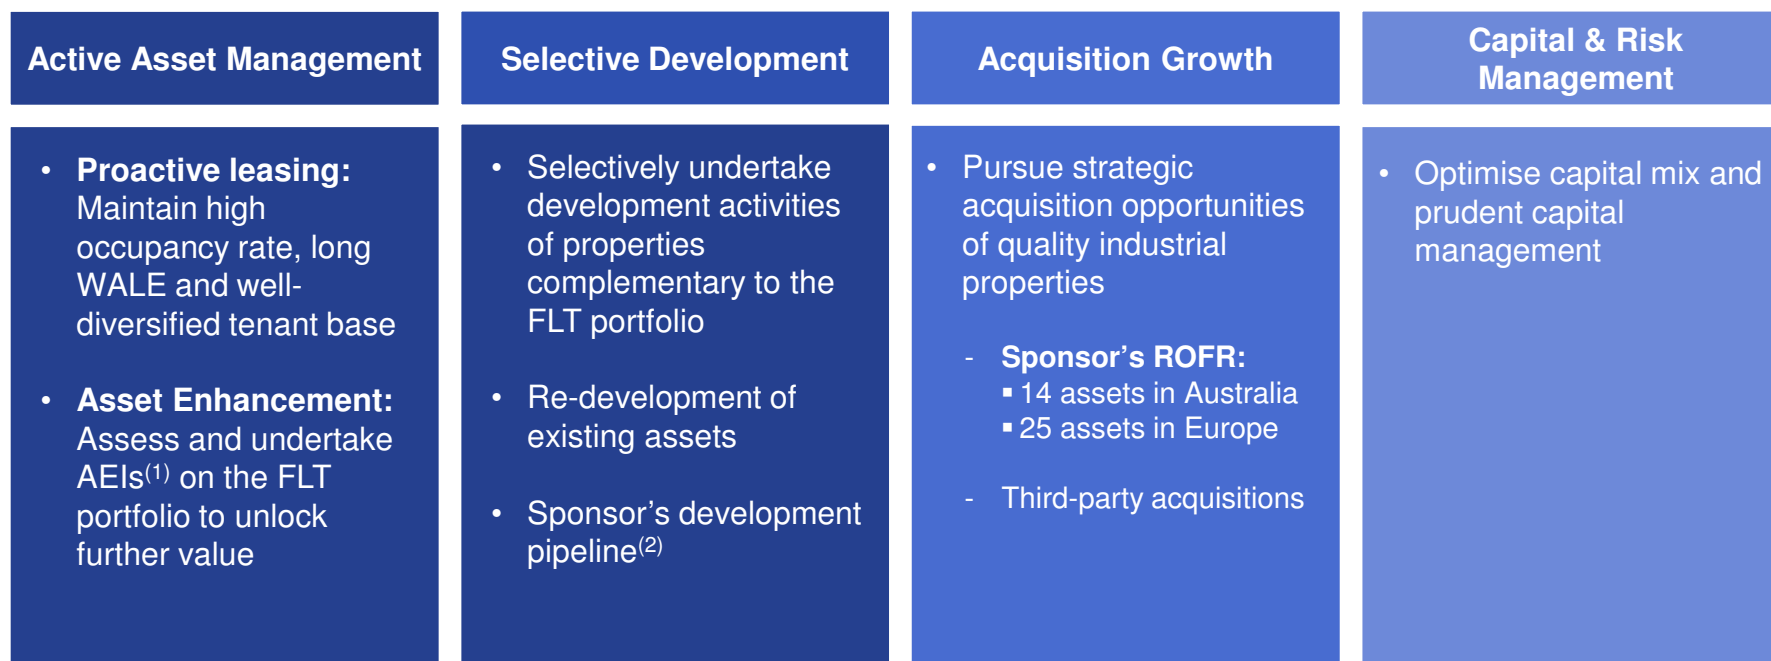 Active Asset Management
• Proactive leasing:
Maintain high
occupancy rate, long
WALE and well-
diversified tenant base
• Asset Enhancement:
Assess and undertake
AEIs(1) on the FLT
portfolio to unlock
further value
Selective Development
• Selectively undertake
development activities
of properties
complementary to the
FLT portfolio
• Re-development of
existing assets
• Sponsor’s development
pipeline(2)
Acquisition Growth
• Pursue strategic
acquisition opportunities
of quality industrial
properties
- Sponsor’s ROFR:
▪ 14 assets in Australia
▪ 25 assets in Europe
- Third-party acquisitions
Capital & Risk
Management
• Optimise capital mix and
prudent capital
management